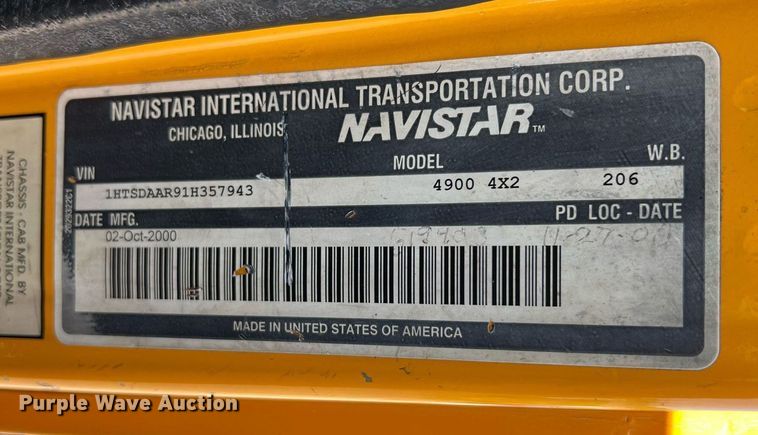 NAVISTAR INTERNATIONAL TRANSPORTATION CORP.
CHICAGO, ILLINOIS NAVISTAR TM
VIN MODEL W.B.
1HTSDAAR91H357943 4900 4X2 206
DATE MFG. PD LOC - DATE
02-Oct-2000
MADE IN UNITED STATES OF AMERICA
CHASSIS - CAB MFD. BY
NAVISTAR INTERNATIONAL
Purple Wave Auction